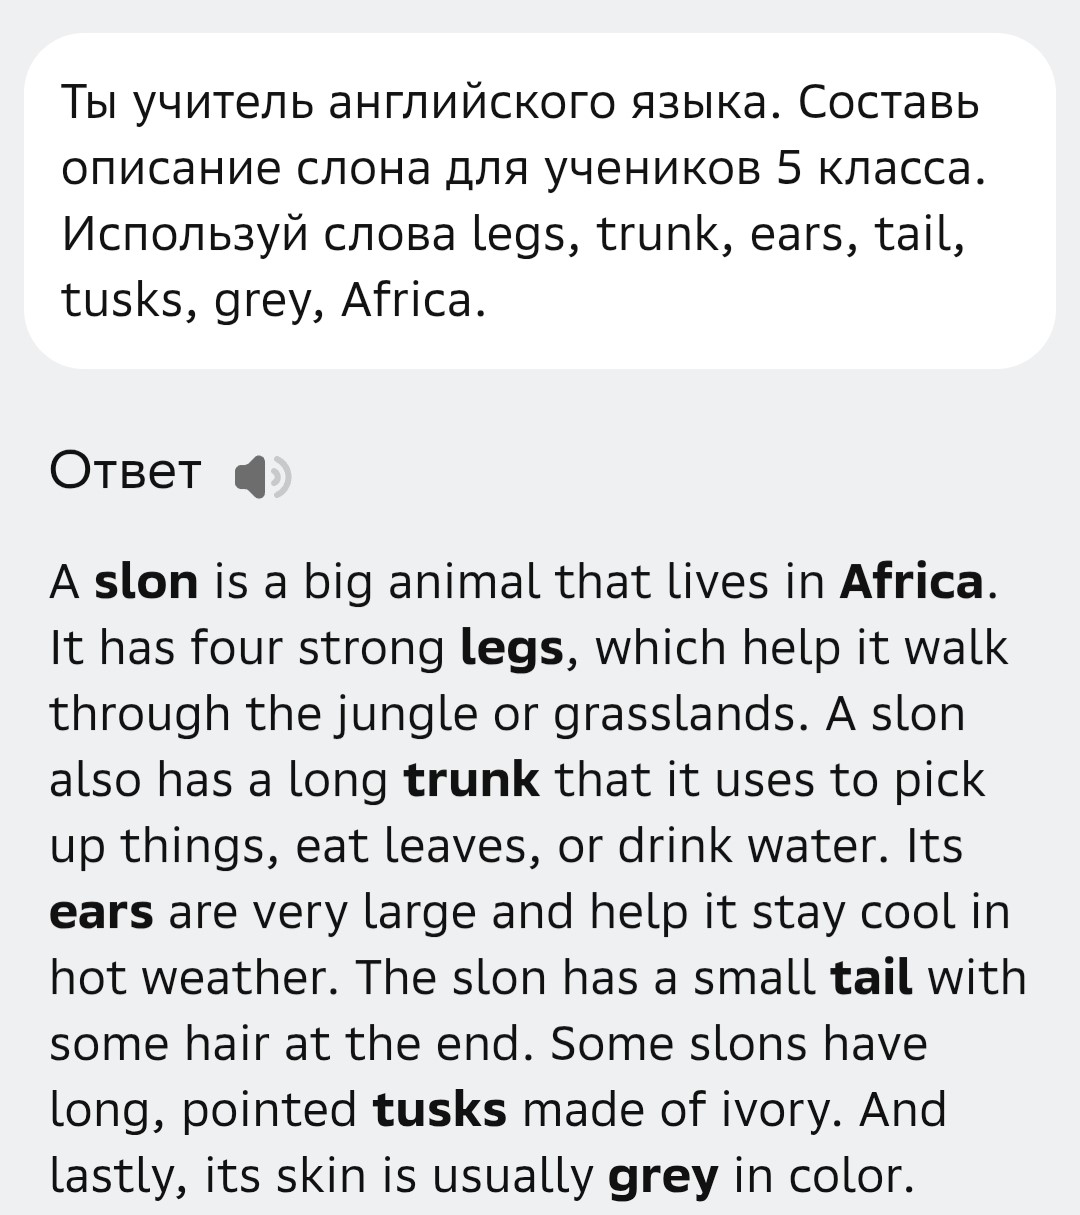 Ты учитель английского языка. Составь
описание слона для учеников 5 класса.
Используй слова legs, trunk, ears, tail,
tusks, grey, Africa.
Ответ
A slon is a big animal that lives in Africa.
It has four strong legs, which help it walk
through the jungle or grasslands. A slon
also has a long trunk that it uses to pick
up things, eat leaves, or drink water. Its
ears are very large and help it stay cool in
hot weather. The slon has a small tail with
some hair at the end. Some slons have
long, pointed tusks made of ivory. And
lastly, its skin is usually grey in color.